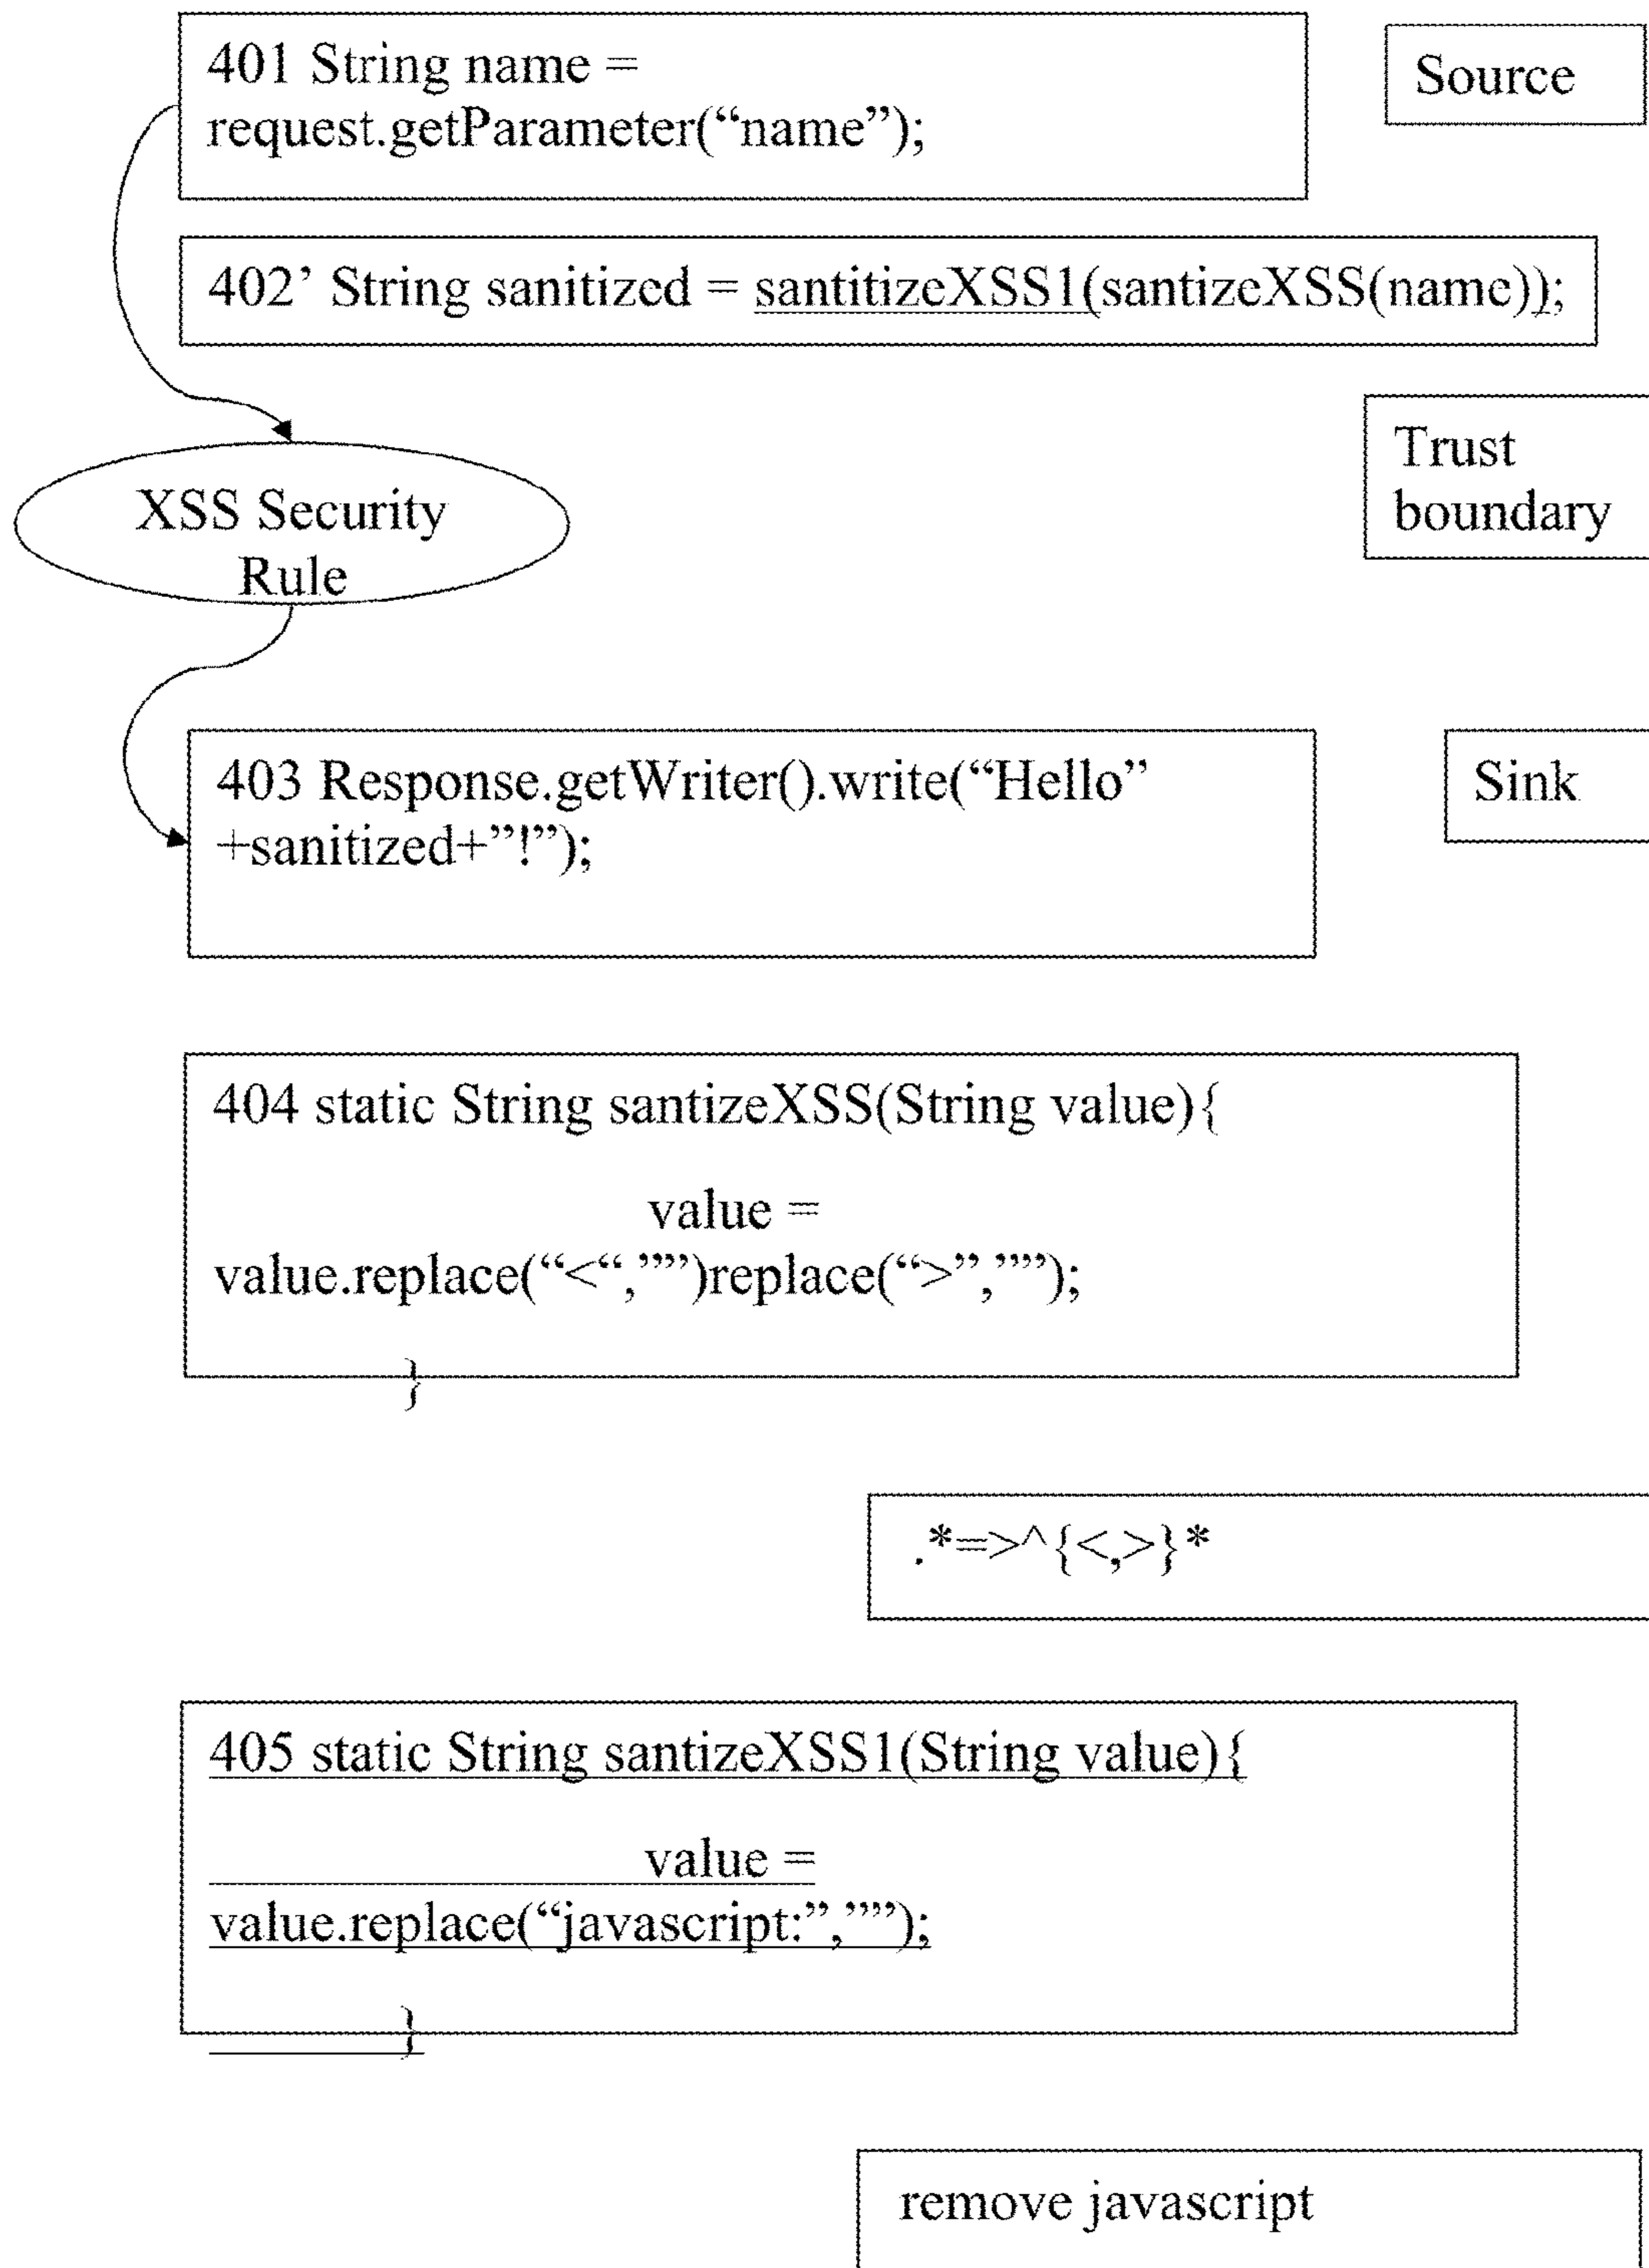 401 String name =
request.getParameter(“name”);
Source
402’ String sanitized = santitizeXSS1(santizeXSS(name));
Trust
boundary
XSS Security
Rule
403 Response.getWriter().write(“Hello”
+sanitized+”!”);
Sink
404 static String santizeXSS(String value){
value =
value.replace(“<“,””)replace(“>”,””);
}
.*=>^{<,>}*
405 static String santizeXSS1(String value){
value =
value.replace(“javascript:”,””);
}
remove javascript